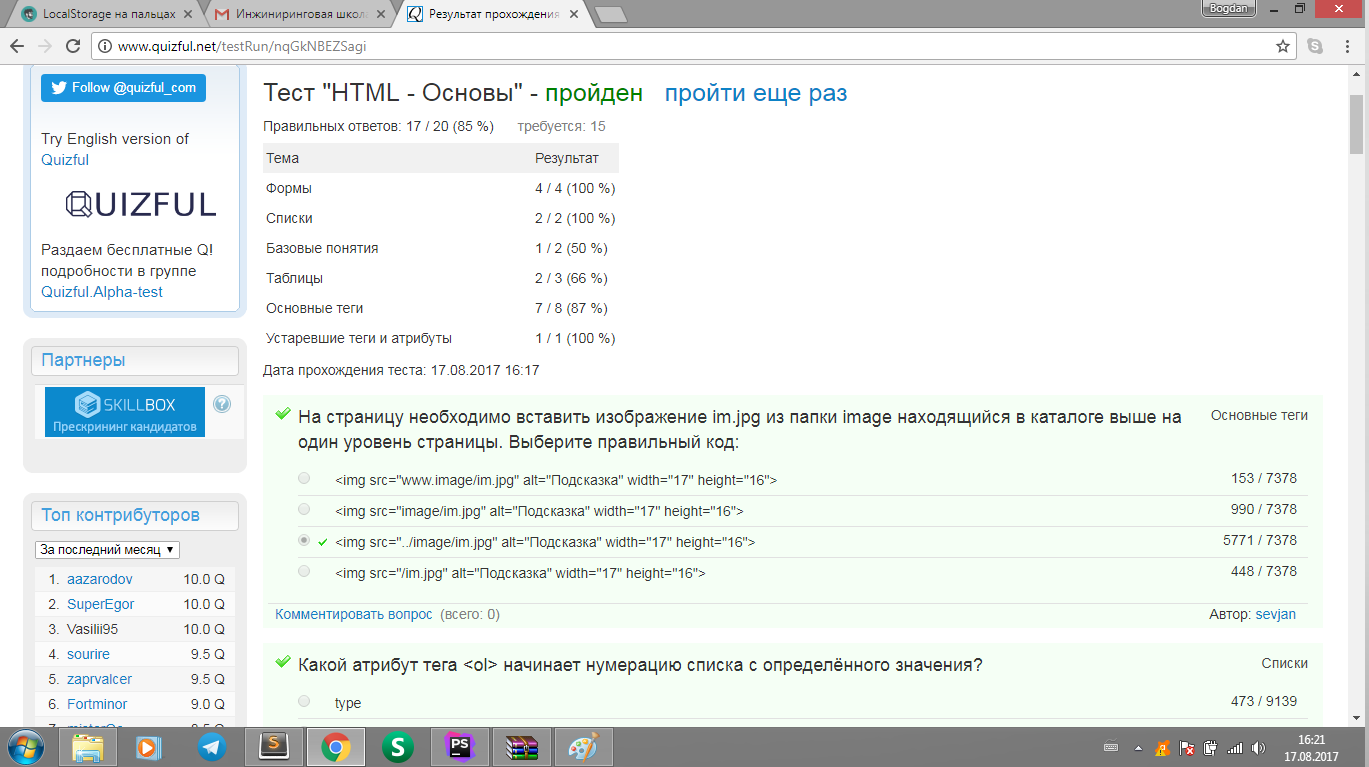 LocalStorage на пальцах
Инжиниринговая школа
Результат прохождения
Bogdan
www.quizful.net/testRun/nqGkNBEZSagi
Follow @quizful_com
Try English version of
Quizful
QUIZFUL
Раздаем бесплатные Q!
подробности в группе
Quizful.Alpha-test
Партнеры
SKILLBOX
Прескрининг кандидатов
?
Топ контрибуторов
За последний месяц ▼
1. aazarodov 10.0 Q
2. SuperEgor 10.0 Q
3. Vasilii95 10.0 Q
4. sourire 9.5 Q
5. zaprvalcer 9.5 Q
6. Fortminor 9.0 Q
Тест "HTML - Основы" - пройден пройти еще раз
Правильных ответов: 17 / 20 (85 %) требуется: 15
Тема Результат
Формы 4 / 4 (100 %)
Списки 2 / 2 (100 %)
Базовые понятия 1 / 2 (50 %)
Таблицы 2 / 3 (66 %)
Основные теги 7 / 8 (87 %)
Устаревшие теги и атрибуты 1 / 1 (100 %)
Дата прохождения теста: 17.08.2017 16:17
На страницу необходимо вставить изображение im.jpg из папки image находящийся в каталоге выше на
один уровень страницы. Выберите правильный код:
Основные теги
<img src="www.image/im.jpg" alt="Подсказка" width="17" height="16"> 153 / 7378
<img src="image/im.jpg" alt="Подсказка" width="17" height="16"> 990 / 7378
<img src="../image/im.jpg" alt="Подсказка" width="17" height="16"> 5771 / 7378
<img src="/im.jpg" alt="Подсказка" width="17" height="16"> 448 / 7378
Комментировать вопрос (всего: 0) Автор: sevjan
Какой атрибут тега <ol> начинает нумерацию списка с определённого значения? Списки
type 473 / 9139
S
S
PS
16:21
17.08.2017